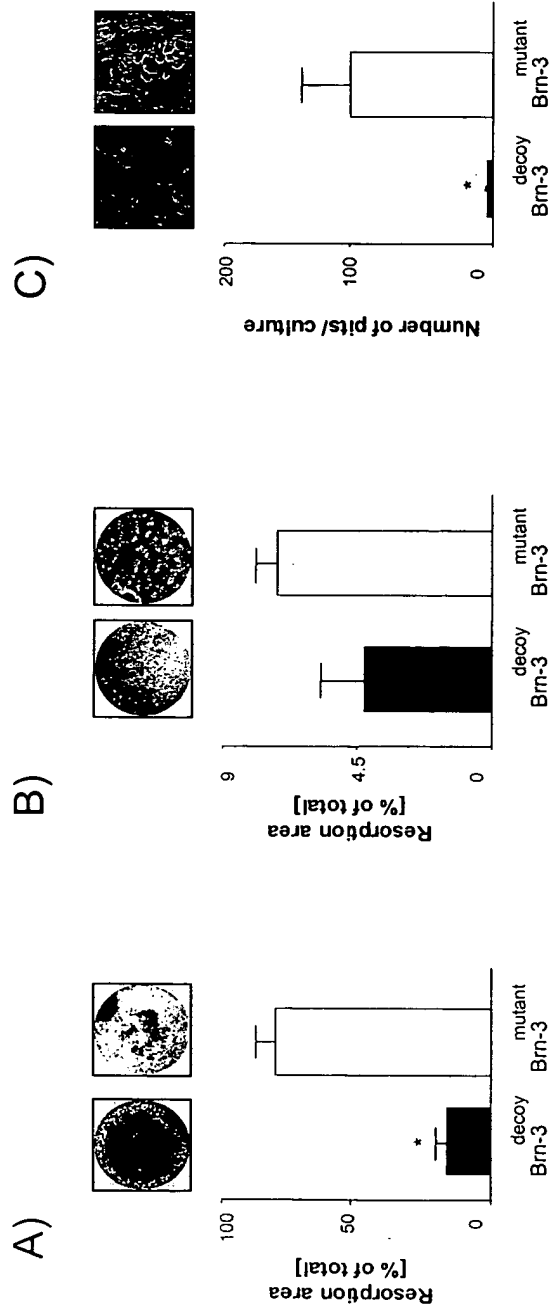 A)
Resorption area
[% of total]
100
50
0
*
decoy
Brn-3
mutant
Brn-3
B)
Resorption area
[% of total]
9
4.5
0
decoy
Brn-3
mutant
Brn-3
C)
Number of pits/ culture
200
100
0
*
decoy
Brn-3
mutant
Brn-3